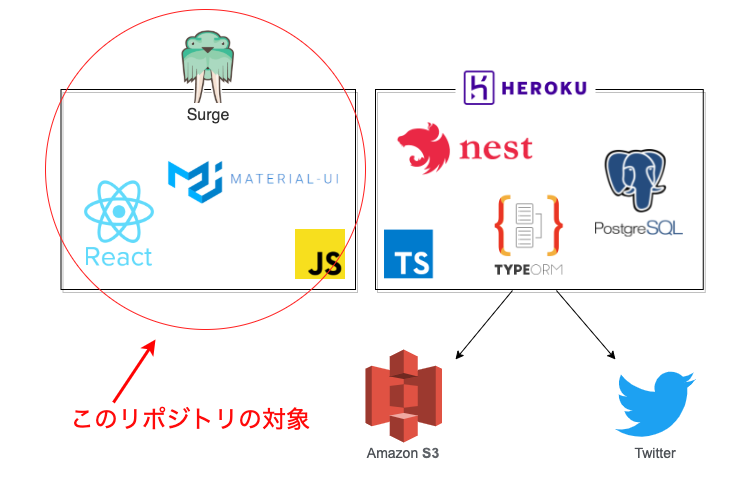 Surge
HEROKU
nest
MATERIAL-UI
React
JS
TS
TYPEORM
PostgreSQL
このリポジトリの対象
Amazon S3
Twitter